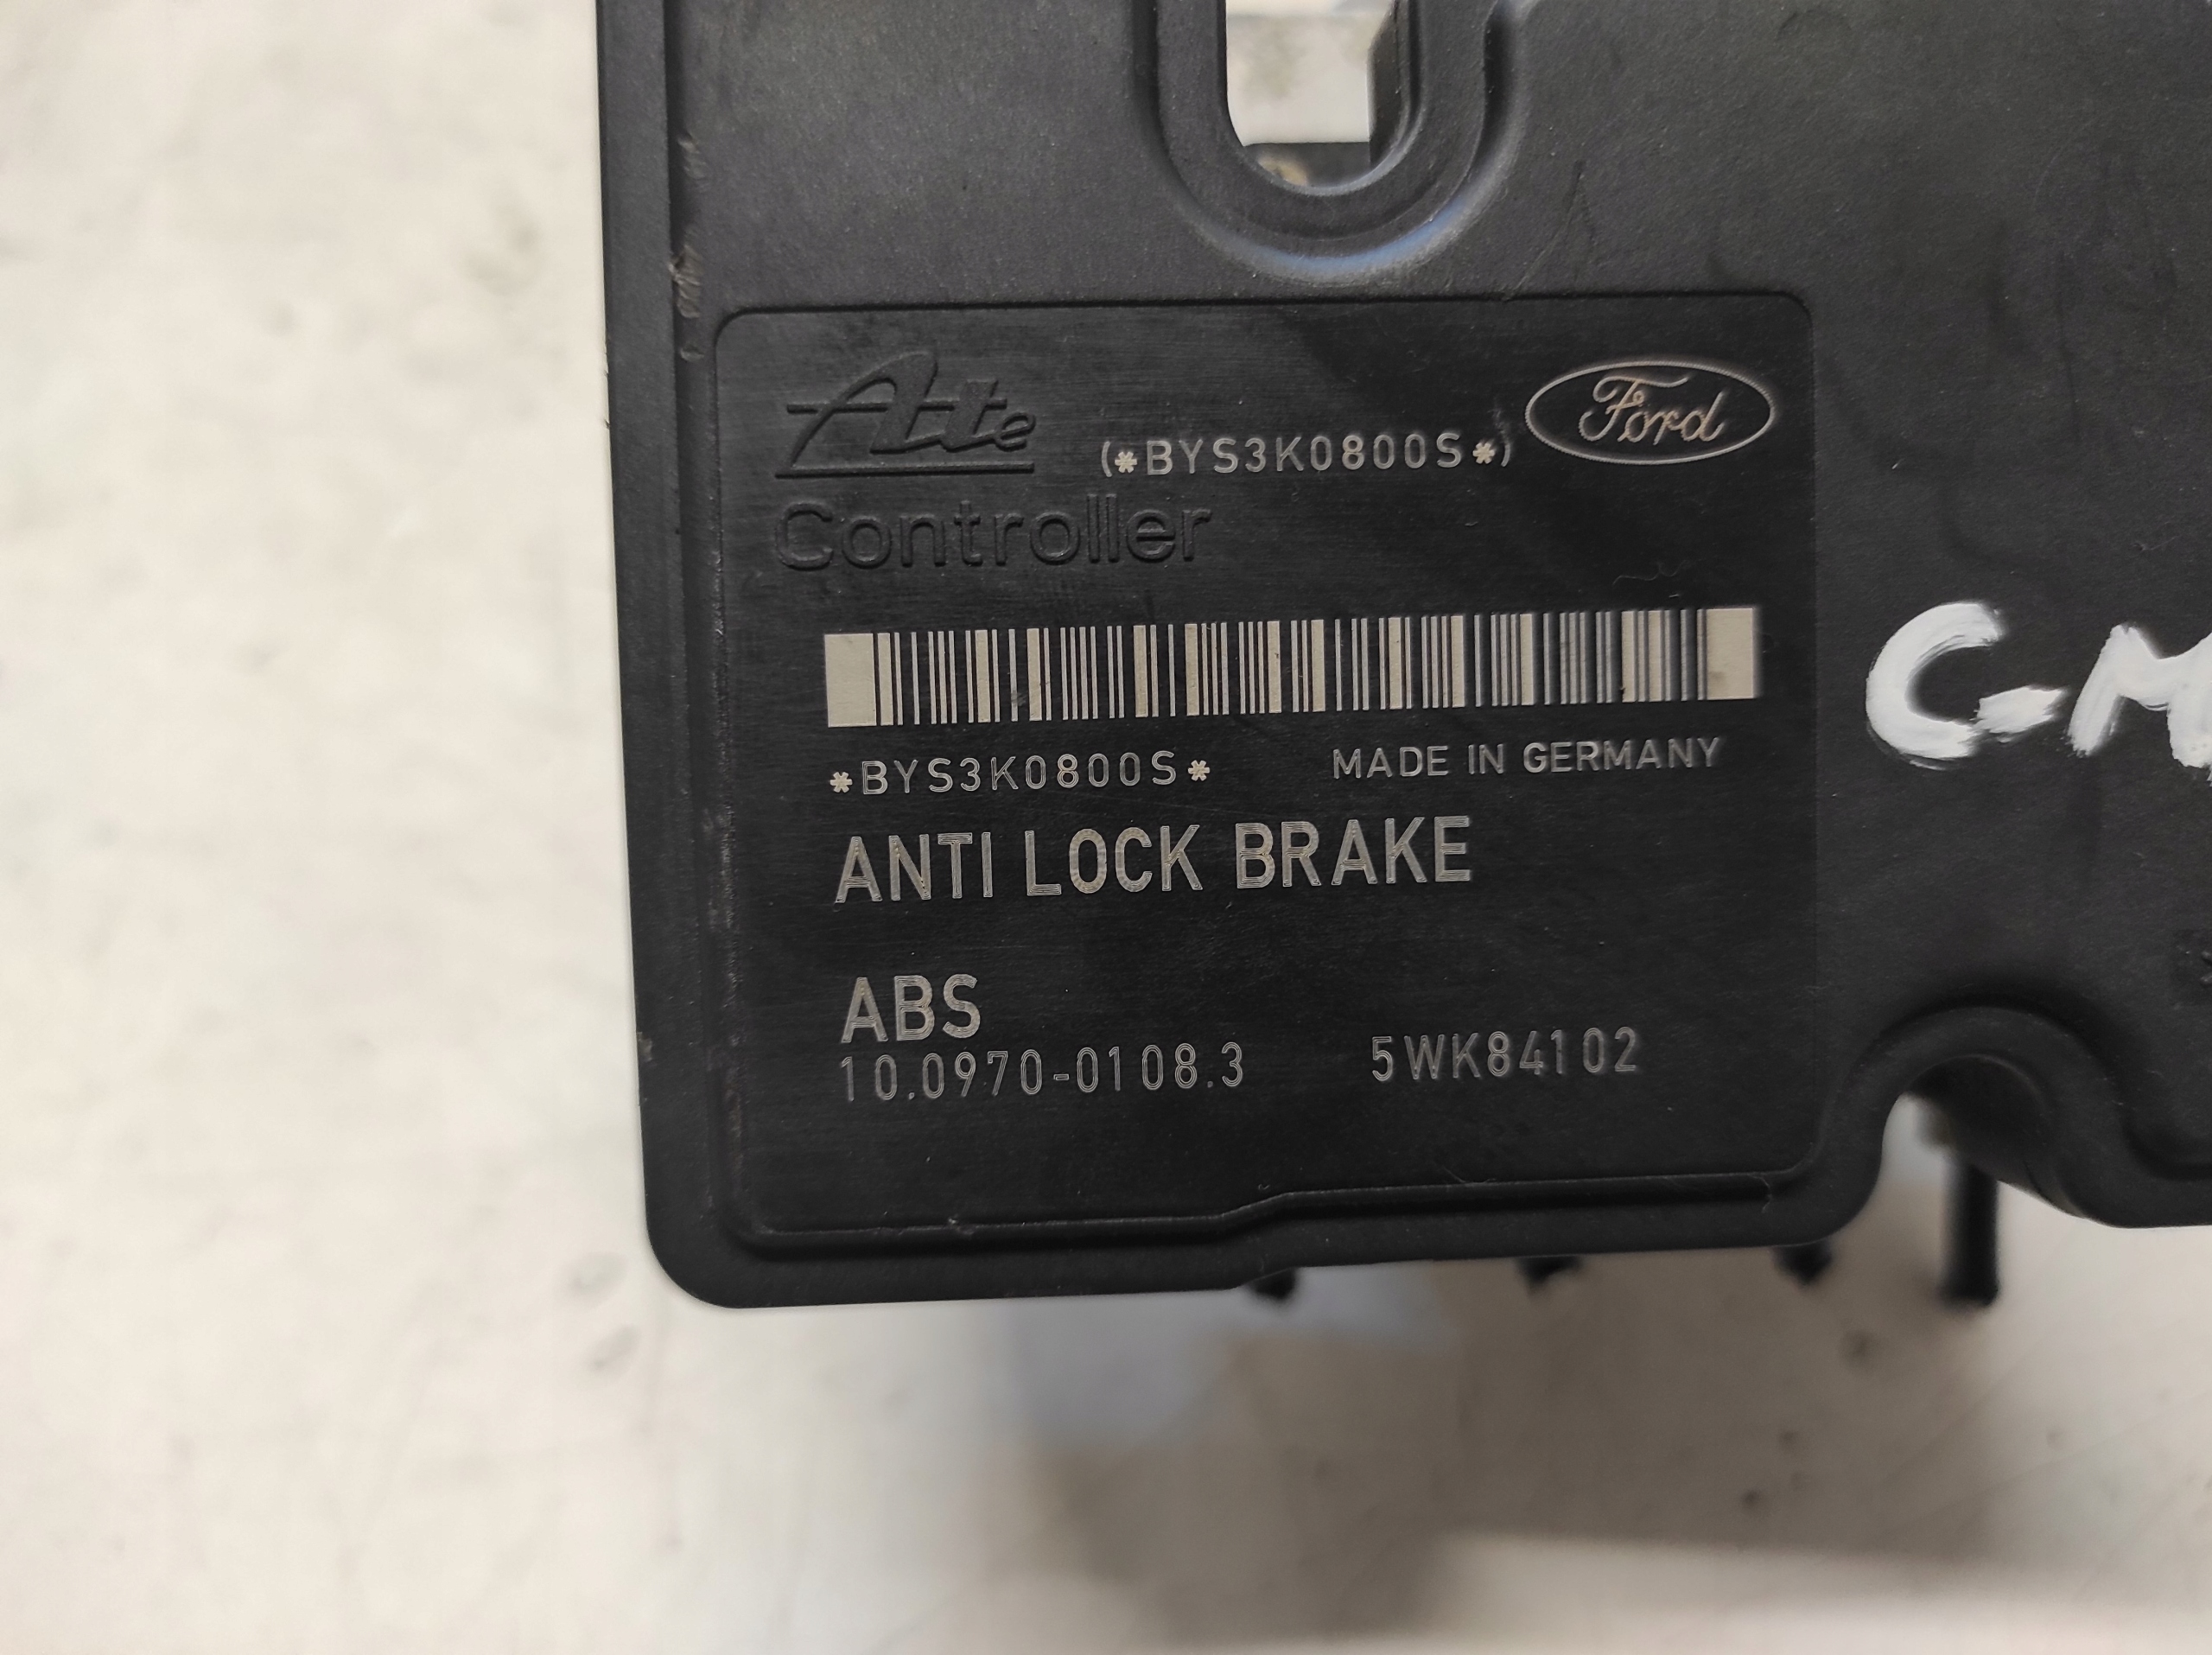 Ate (*BYS3K0800S*) Ford
Controller
*BYS3K0800S* MADE IN GERMANY
ANTI LOCK BRAKE
ABS
10.0970-0108.3 5WK84102
C-M